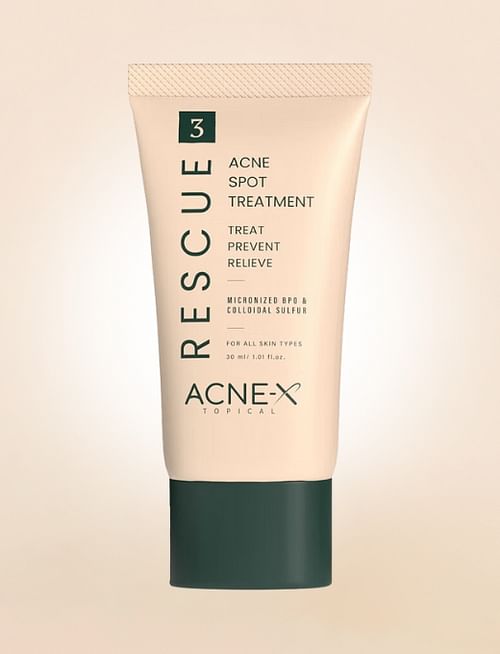 3
RESCUE
ACNE
SPOT
TREATMENT
TREAT
PREVENT
RELIEVE
MICRONIZED BPO &
COLLOIDAL SULFUR
FOR ALL SKIN TYPES
30 ml/ 1.01 fl.oz.
ACNE-X
TOPICAL